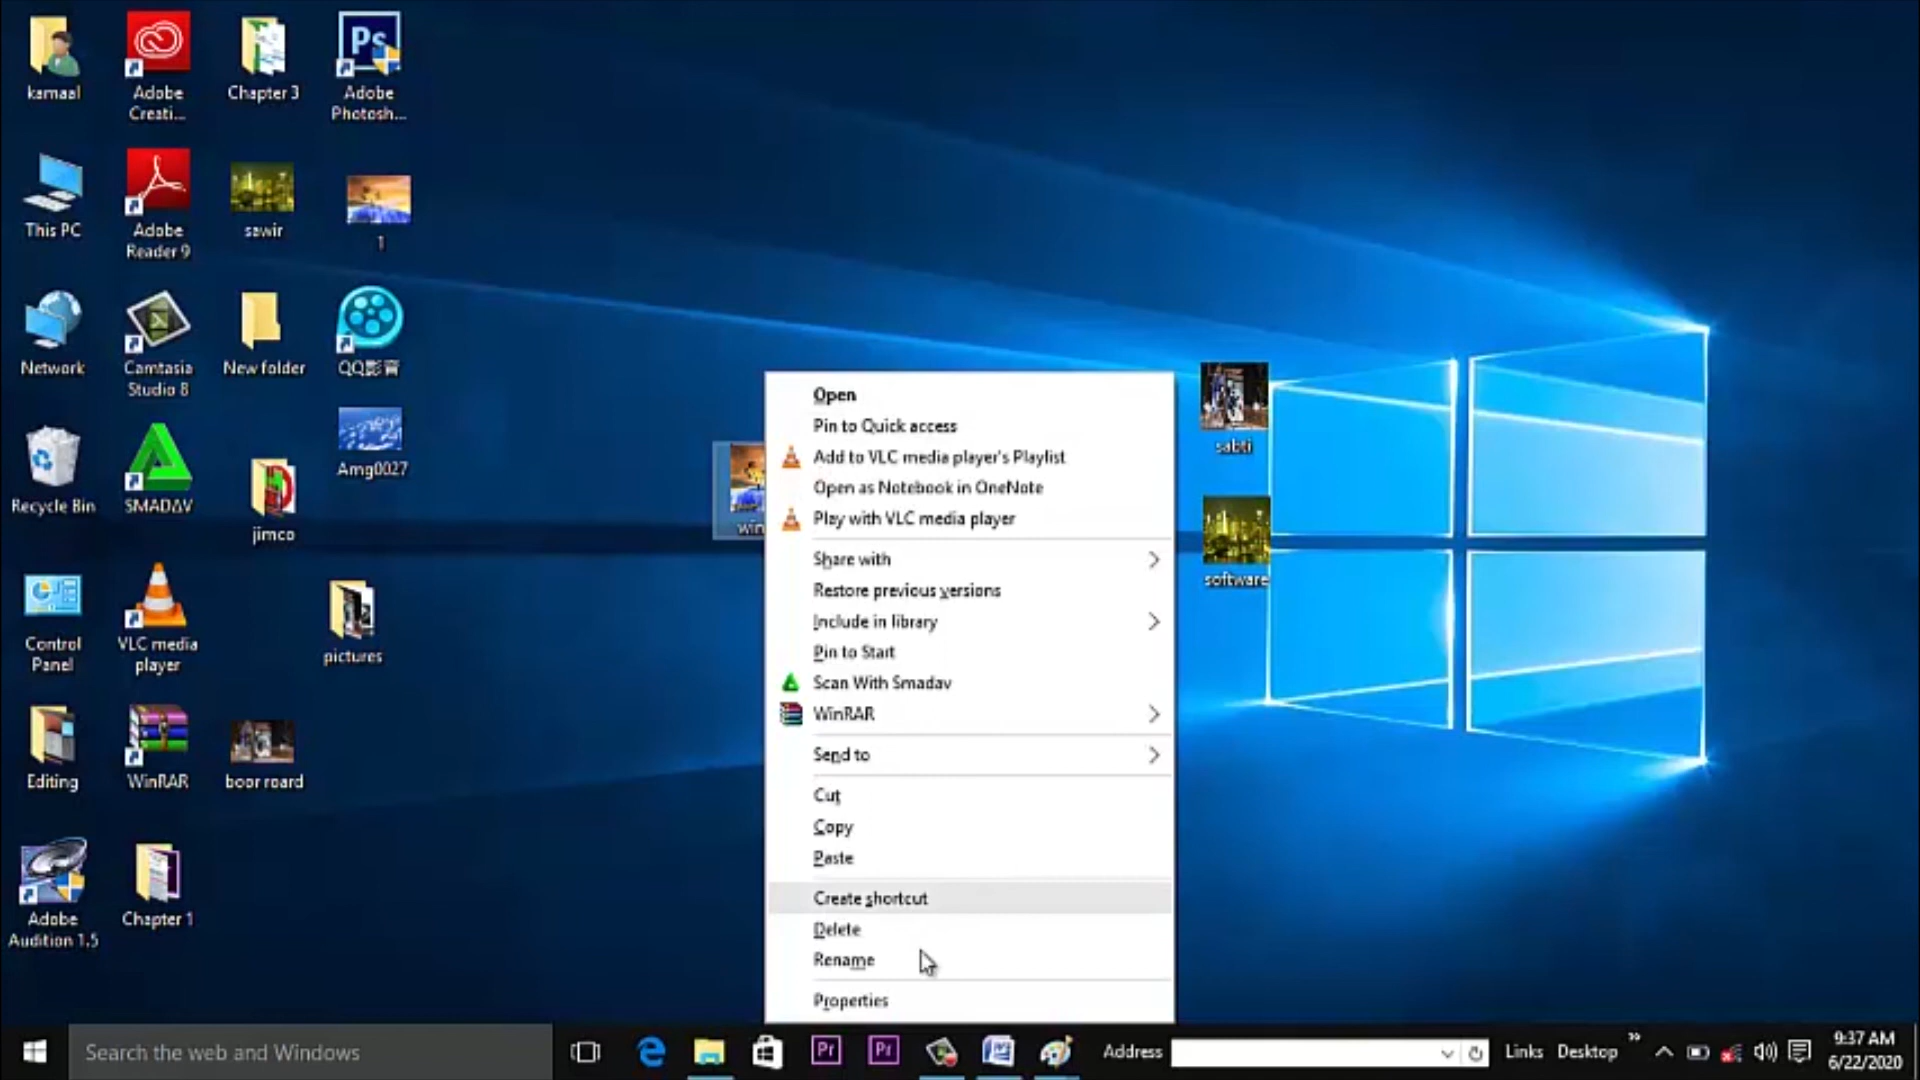 kamaal
Adobe
Creati...
Chapter 3
Ps
Adobe
Photosh...
This PC
Adobe
Reader 9
sawir
1
Network
Camtasia
Studio 8
New folder
QQ影音
Amg0027
Recycle Bin
SMADAV
jimco
Control
Panel
VLC media
player
pictures
Editing
WinRAR
boor roard
Adobe
Audition 1.5
Chapter 1
win
sabti
software
Open
Pin to Quick access
Add to VLC media player's Playlist
Open as Notebook in OneNote
Play with VLC media player
Share with
Restore previous versions
Include in library
Pin to Start
Scan With Smadav
WinRAR
Send to
Cut
Copy
Paste
Create shortcut
Delete
Rename
Properties
Search the web and Windows
Pr
Pr
Address
Links
Desktop
9:37 AM
6/22/2020